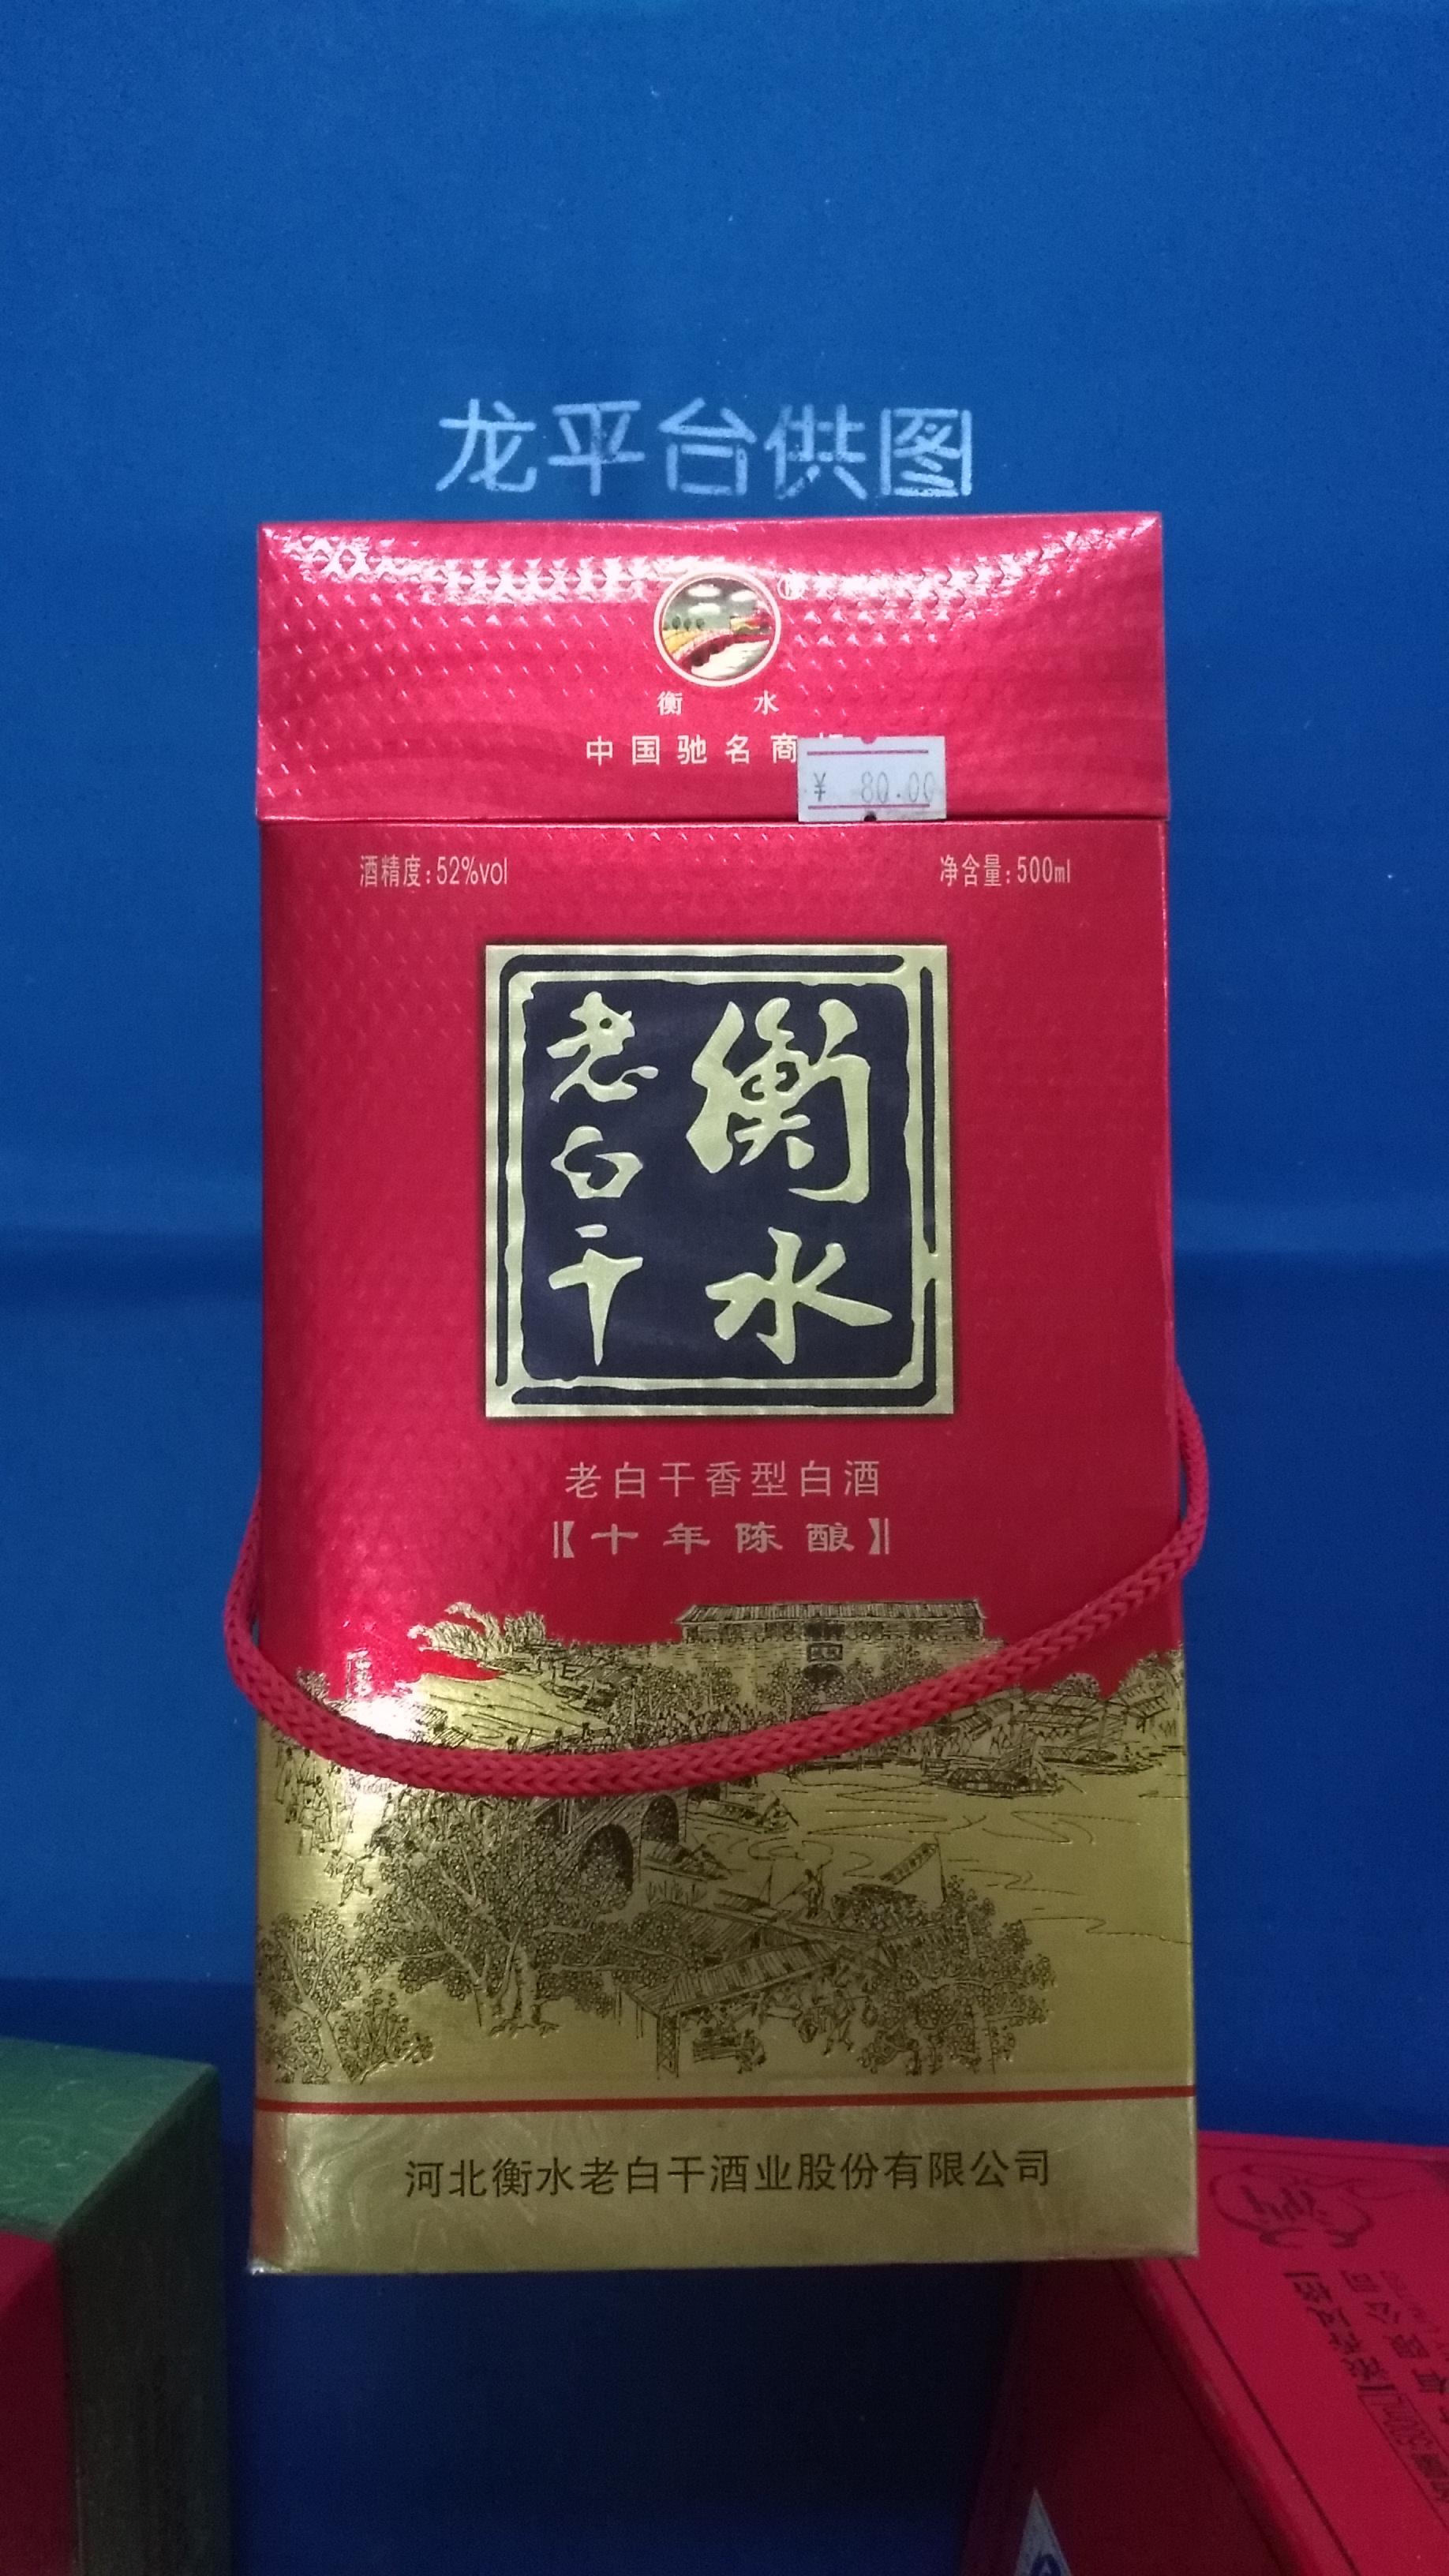 龙平台供图
衡 水
中国驰名商
¥ 80.00
酒精度:52%vol
净含量:500ml
衡水
老白干
老白干香型白酒
【十年陈酿】
河北衡水老白干酒业股份有限公司